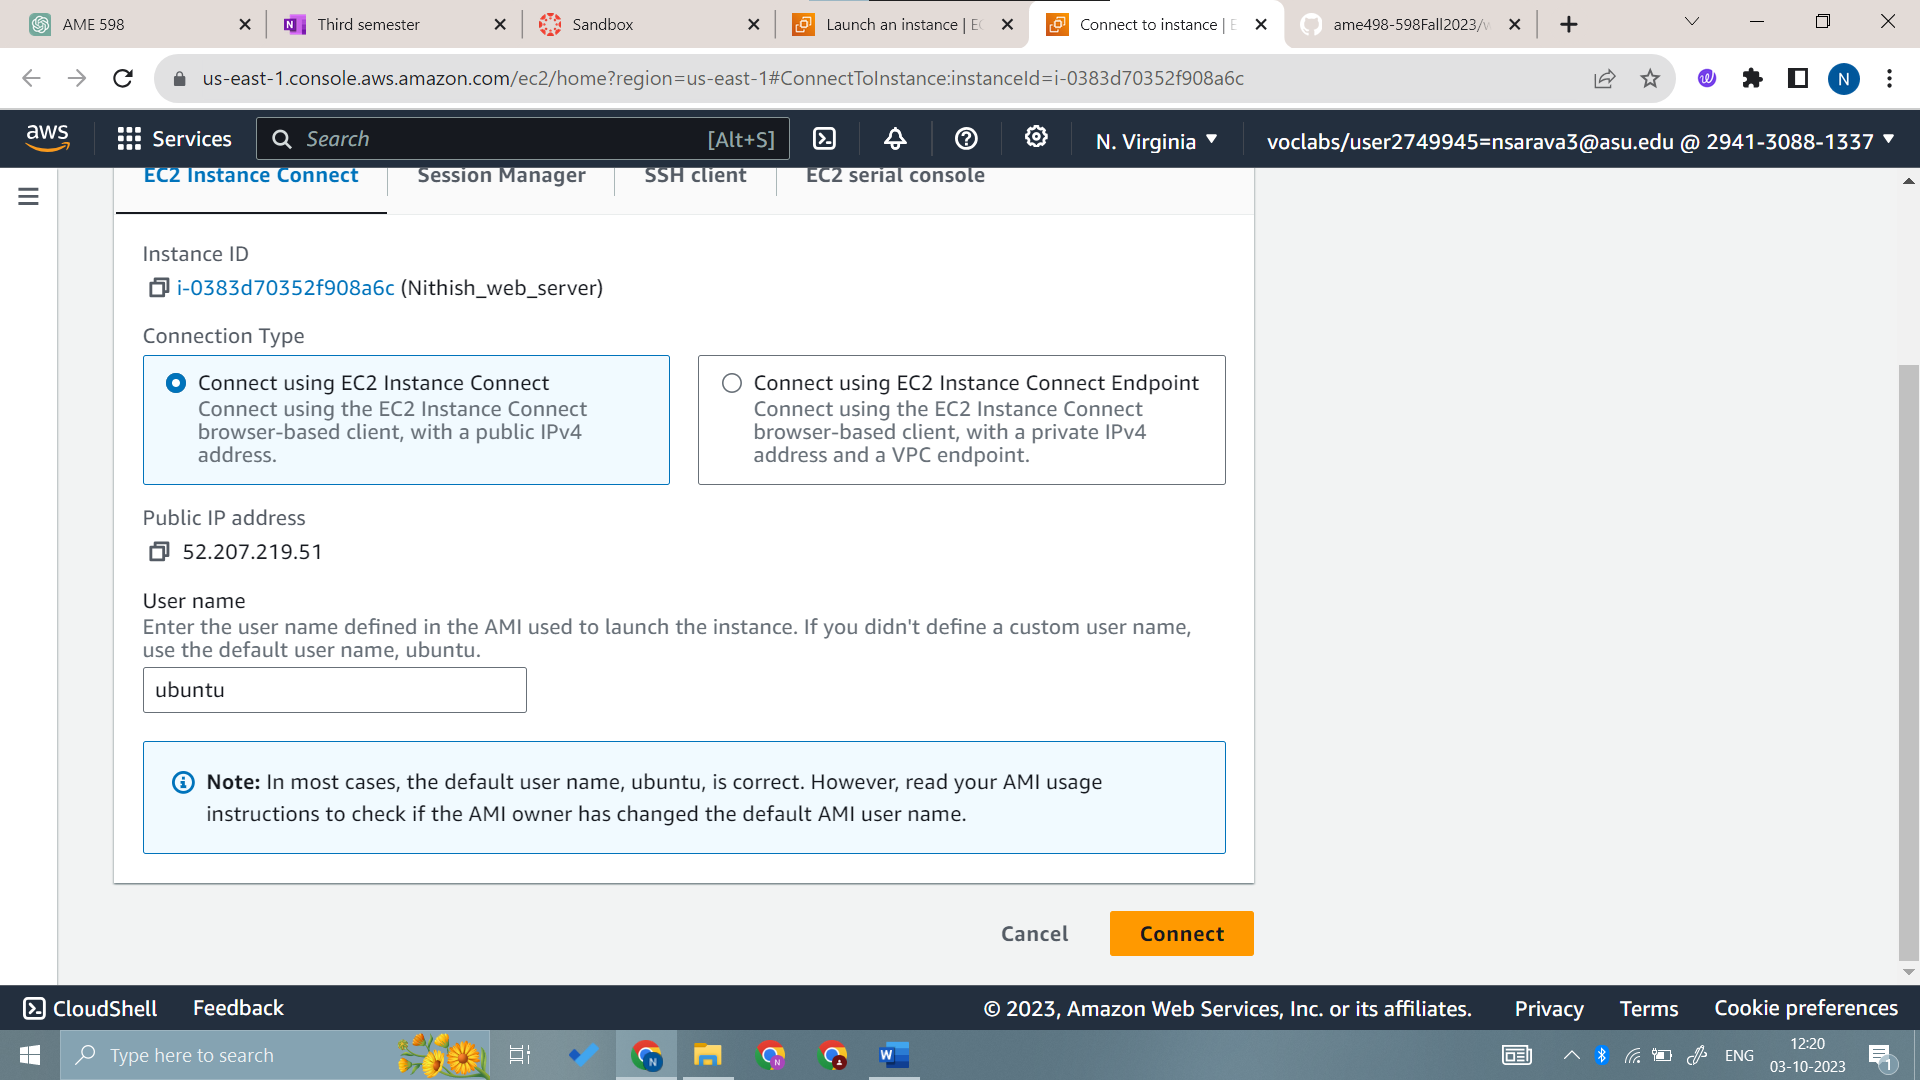 AME 598
Third semester
Sandbox
Launch an instance | EC
Connect to instance | E
ame498-598Fall2023/w
us-east-1.console.aws.amazon.com/ec2/home?region=us-east-1#ConnectToInstance:instanceId=i-0383d70352f908a6c
N
aws
Services
Search
[Alt+S]
N. Virginia
voclabs/user2749945=nsarava3@asu.edu @ 2941-3088-1337
EC2 Instance Connect
Session Manager
SSH client
EC2 serial console
Instance ID
i-0383d70352f908a6c (Nithish_web_server)
Connection Type
Connect using EC2 Instance Connect
Connect using the EC2 Instance Connect
browser-based client, with a public IPv4
address.
Connect using EC2 Instance Connect Endpoint
Connect using the EC2 Instance Connect
browser-based client, with a private IPv4
address and a VPC endpoint.
Public IP address
52.207.219.51
User name
Enter the user name defined in the AMI used to launch the instance. If you didn't define a custom user name,
use the default user name, ubuntu.
ubuntu
Note: In most cases, the default user name, ubuntu, is correct. However, read your AMI usage
instructions to check if the AMI owner has changed the default AMI user name.
Cancel
Connect
CloudShell
Feedback
© 2023, Amazon Web Services, Inc. or its affiliates.
Privacy
Terms
Cookie preferences
Type here to search
ENG
12:20
03-10-2023
1